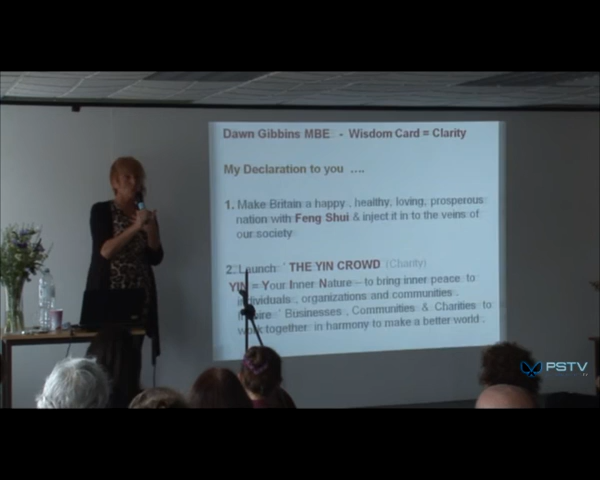 Dawn Gibbins MBE - Wisdom Card = Clarity
My Declaration to you ....
1. Make Britain a happy , healthy, loving, prosperous
nation with Feng Shui & inject it in to the veins of
our society
2. Launch ' THE YIN CROWD (Charity)
YIN = Your Inner Nature – to bring inner peace to
individuals , organizations and communities .
Inspire ' Businesses , Communities & Charities to
work together in harmony to make a better world .
PSTV